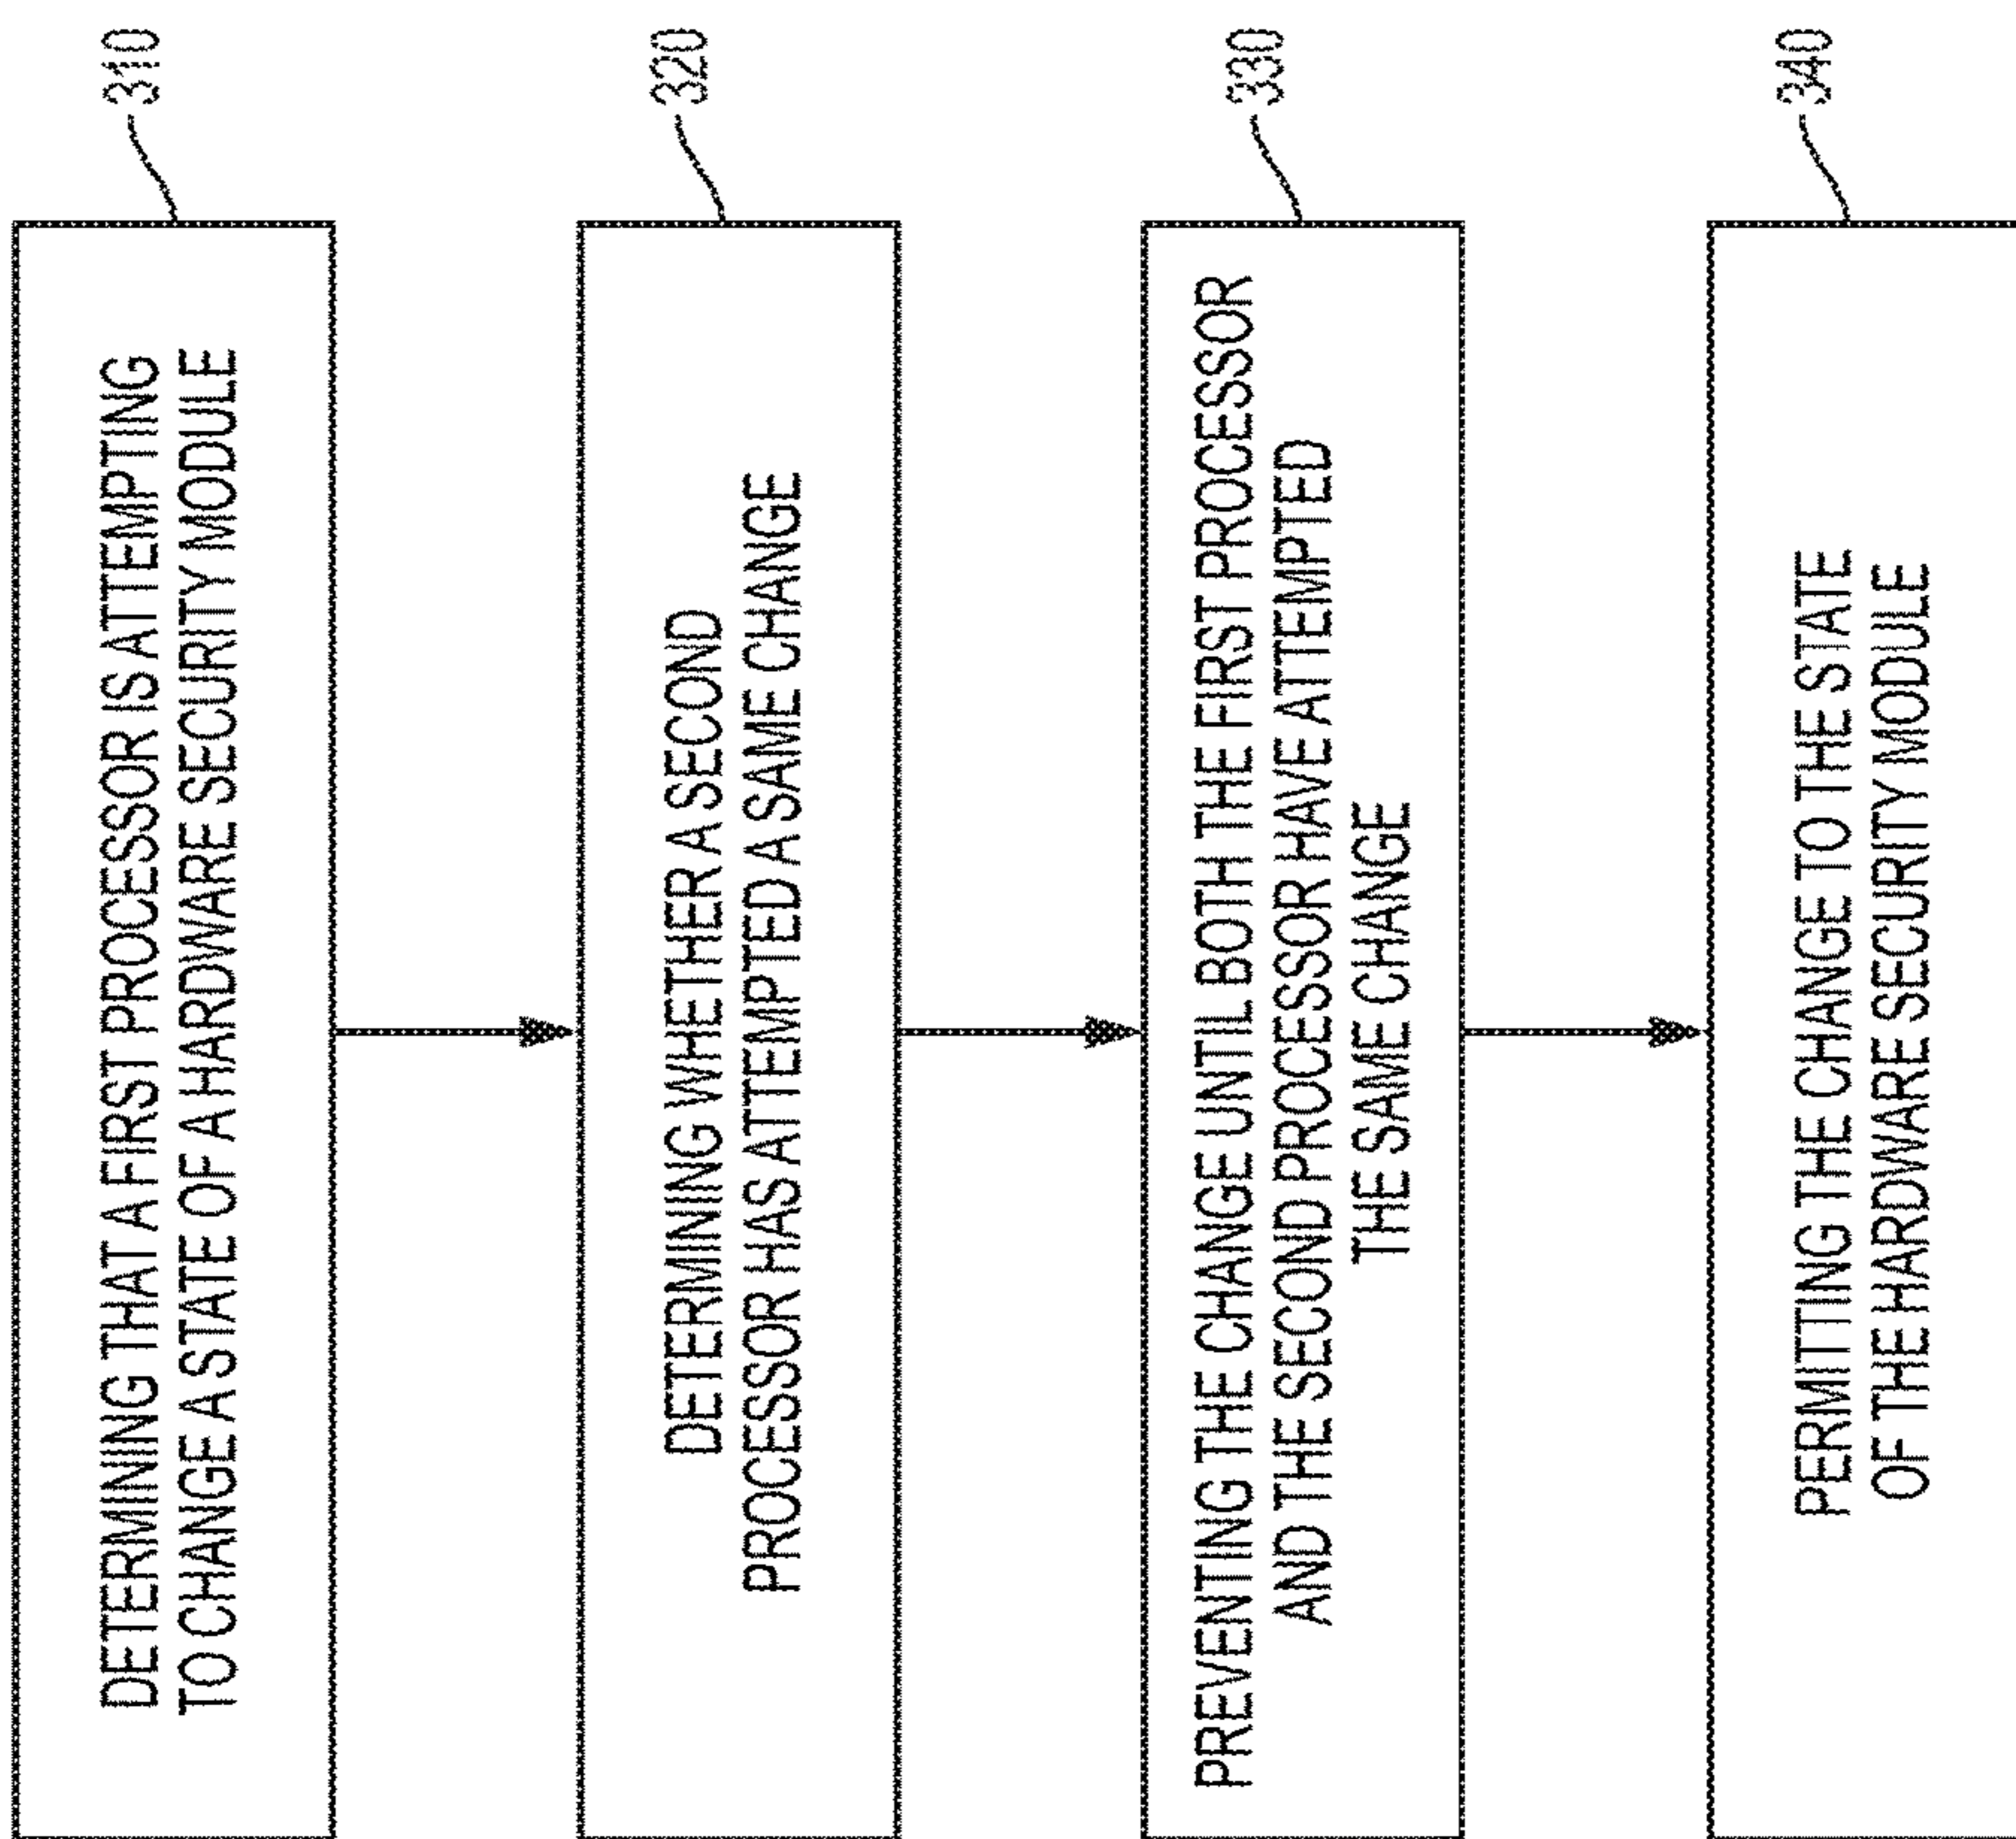 DETERMINING THAT A FIRST PROCESSOR IS ATTEMPTING
TO CHANGE A STATE OF A HARDWARE SECURITY MODULE
310
DETERMINING WHETHER A SECOND
PROCESSOR HAS ATTEMPTED A SAME CHANGE
320
PREVENTING THE CHANGE UNTIL BOTH THE FIRST PROCESSOR
AND THE SECOND PROCESSOR HAVE ATTEMPTED
THE SAME CHANGE
330
PERMITTING THE CHANGE TO THE STATE
OF THE HARDWARE SECURITY MODULE
340